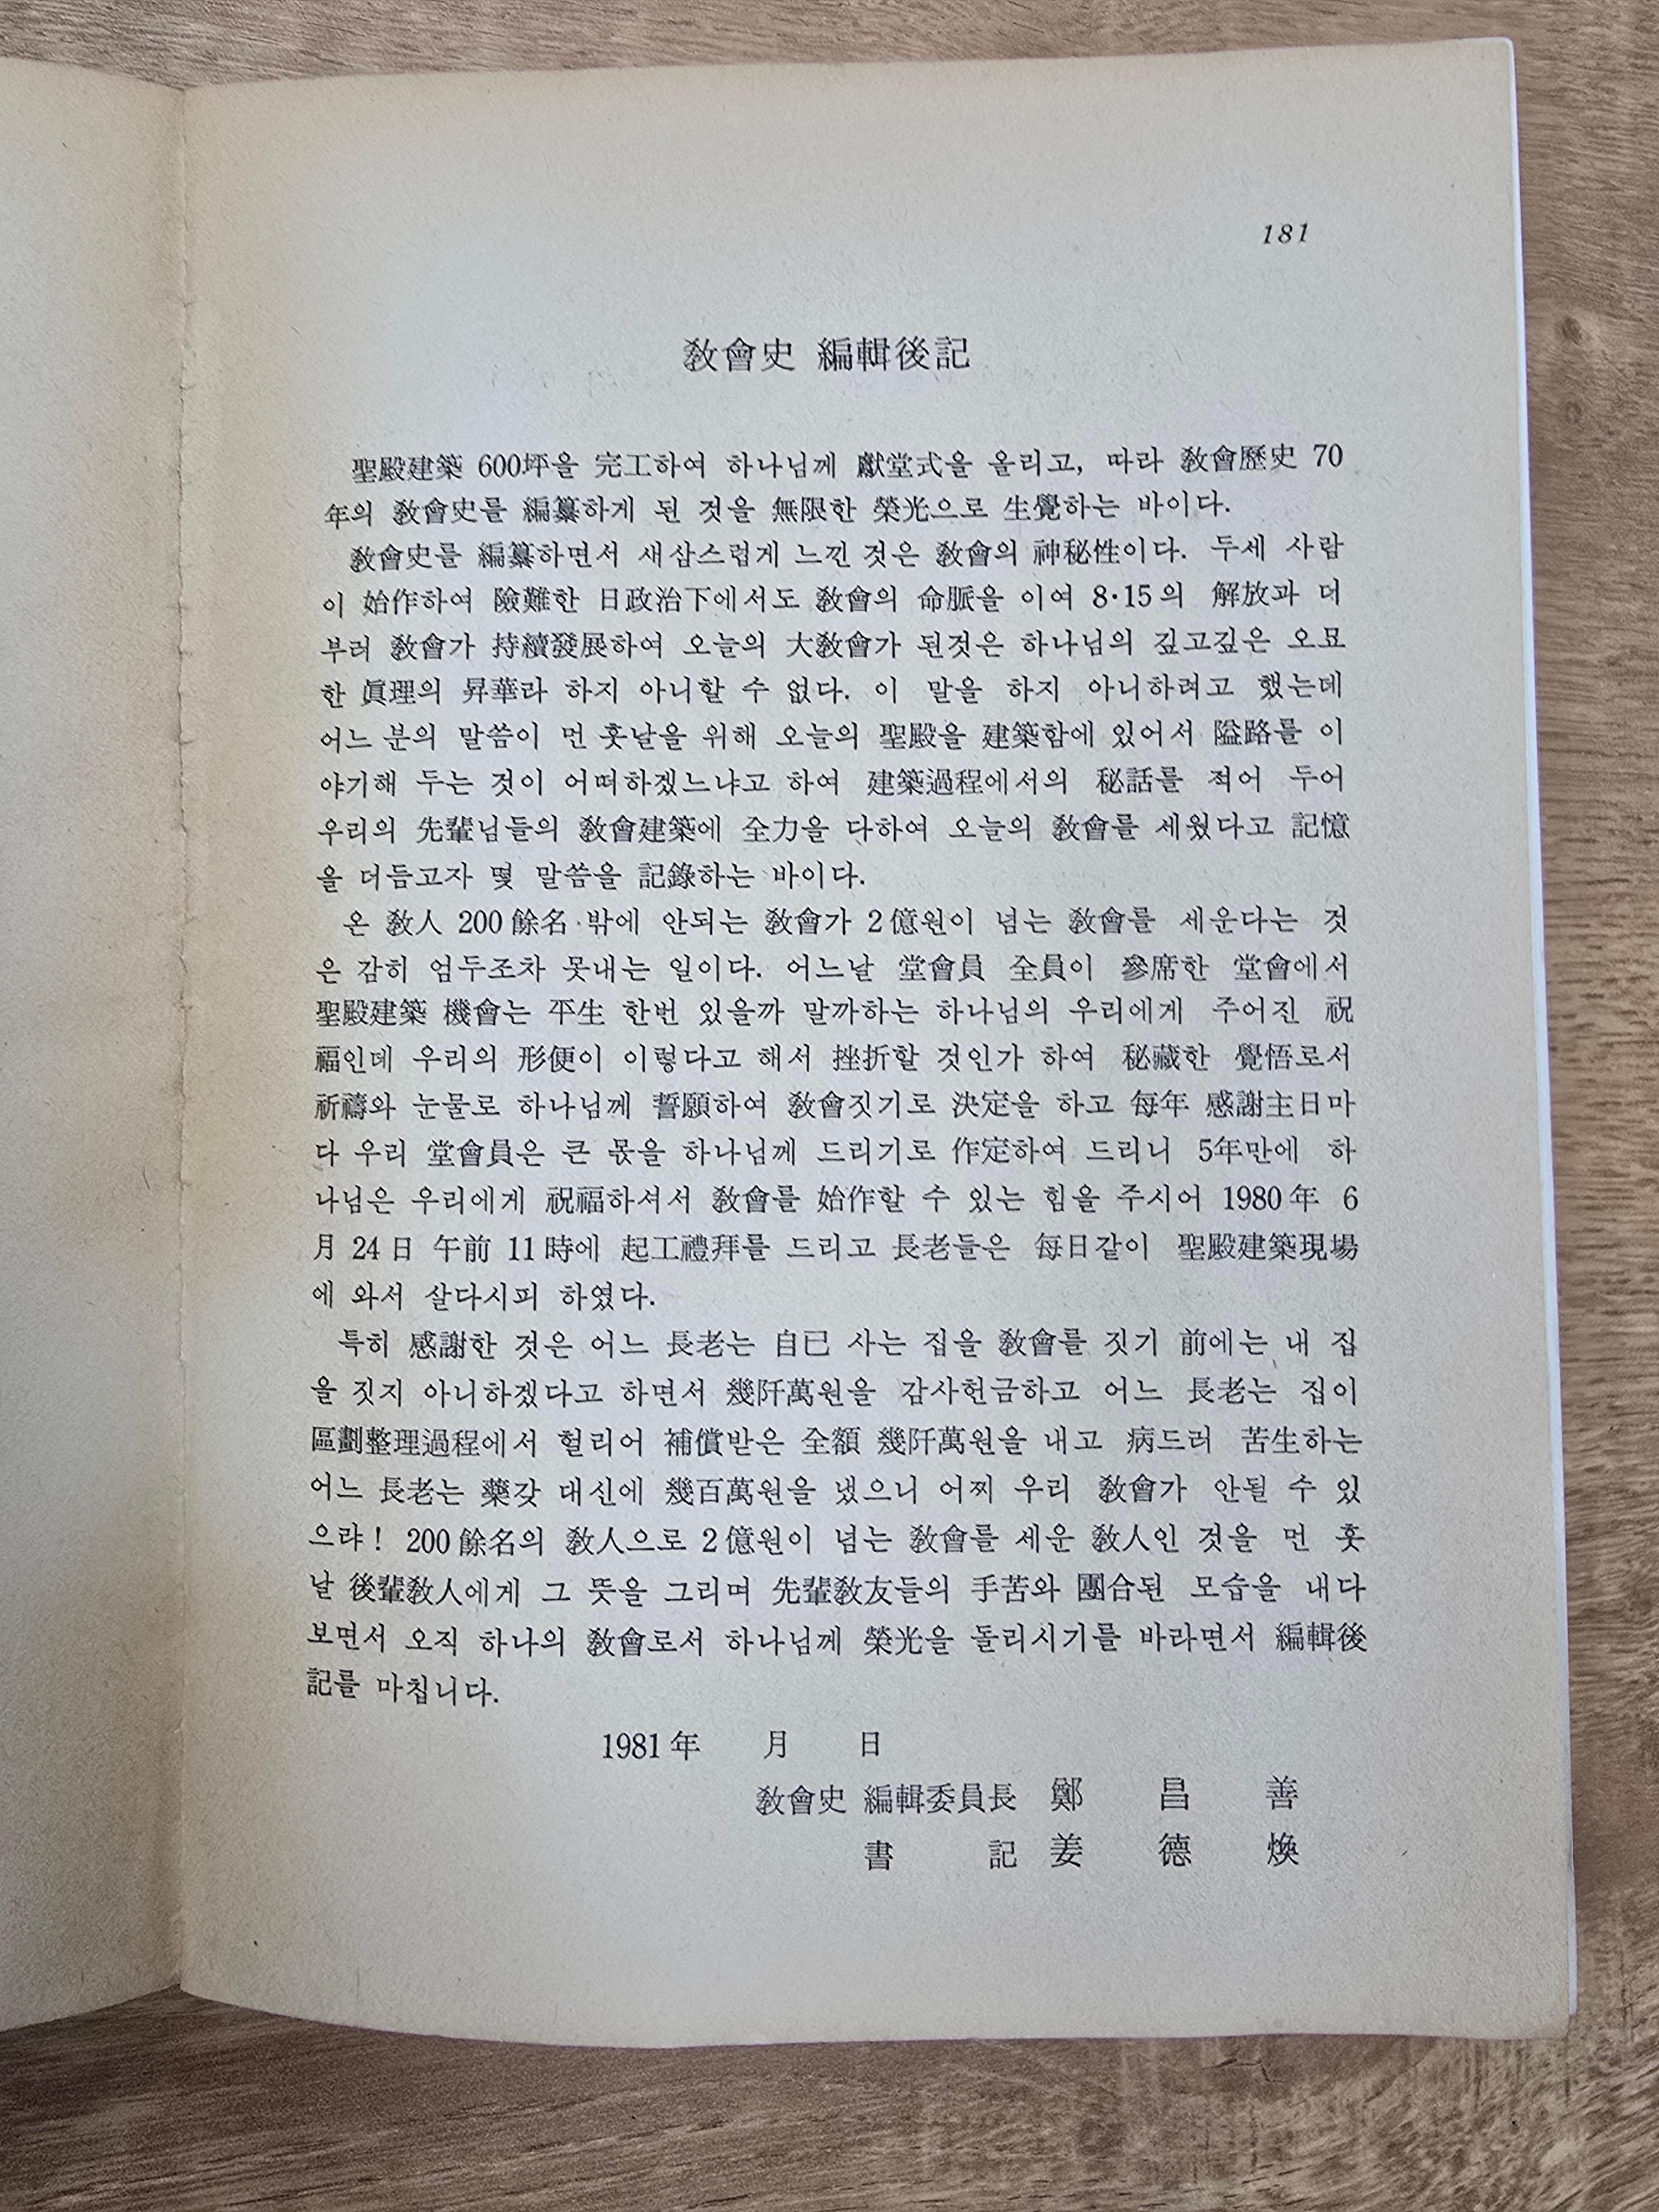 181
敎會史 編輯後記
聖殿建築 600坪을 完工하여 하나님께 獻堂式을 올리고, 따라 敎會歷史 70
年의 敎會史를 編纂하게 된 것을 無限한 榮光으로 生覺하는 바이다.
敎會史를 編纂하면서 새삼스럽게 느낀 것은 敎會의 神秘性이다. 두세 사람
이 始作하여 險難한 日政治下에서도 敎會의 命脈을 이여 8·15의 解放과 더
부러 敎會가 持續發展하여 오늘의 大敎會가 된것은 하나님의 깊고깊은 오묘
한 眞理의 昇華라 하지 아니할 수 없다. 이 말을 하지 아니하려고 했는데
어느 분의 말씀이 먼 훗날을 위해 오늘의 聖殿을 建築함에 있어서 隘路를 이
야기해 두는 것이 어떠하겠느냐고 하여 建築過程에서의 秘話를 적어 두어
우리의 先輩님들의 敎會建築에 全力을 다하여 오늘의 敎會를 세웠다고 記憶
을 더듬고자 몇 말씀을 記錄하는 바이다.
온 敎人 200餘名 밖에 안되는 敎會가 2億원이 넘는 敎會를 세운다는 것
은 감히 엄두조차 못내는 일이다. 어느날 堂會員 全員이 參席한 堂會에서
聖殿建築 機會는 平生 한번 있을까 말까하는 하나님의 우리에게 주어진 祝
福인데 우리의 形便이 이렇다고 해서 挫折할 것인가 하여 秘藏한 覺悟로서
祈禱와 눈물로 하나님께 誓願하여 敎會짓기로 決定을 하고 每年 感謝主日마
다 우리 堂會員은 큰 몫을 하나님께 드리기로 作定하여 드리니 5年만에 하
나님은 우리에게 祝福하셔서 敎會를 始作할 수 있는 힘을 주시어 1980年 6
月 24日 午前 11時에 起工禮拜를 드리고 長老들은 每日같이 聖殿建築現場
에 와서 살다시피 하였다.
특히 感謝한 것은 어느 長老는 自己 사는 집을 敎會를 짓기 前에는 내 집
을 짓지 아니하겠다고 하면서 幾阡萬원을 감사헌금하고 어느 長老는 집이
區劃整理過程에서 헐리어 補償받은 全額 幾阡萬원을 내고 病드러 苦生하는
어느 長老는 藥갖 대신에 幾百萬원을 냈으니 어찌 우리 敎會가 안될 수 있
으랴! 200餘名의 敎人으로 2億원이 넘는 敎會를 세운 敎人인 것을 먼 훗
날 後輩敎人에게 그 뜻을 그리며 先輩敎友들의 手苦와 團合된 모습을 내다
보면서 오직 하나의 敎會로서 하나님께 榮光을 돌리시기를 바라면서 編輯後
記를 마칩니다.
1981年 月 日
敎會史 編輯委員長 鄭 昌 善
書 記 姜 德 煥